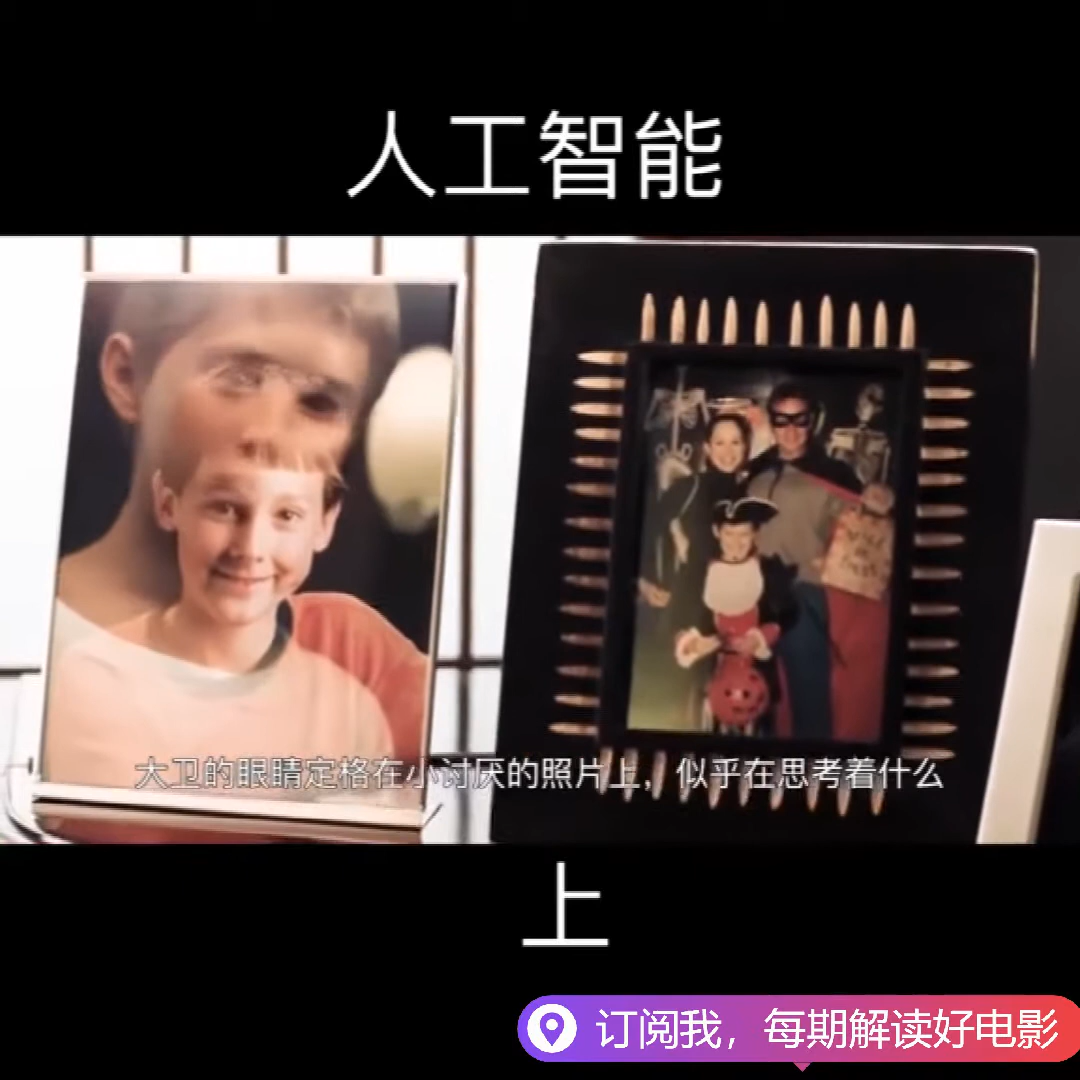 人工智能
大卫的眼睛定格在小讨厌的照片上，似乎在思考着什么
上
订阅我，每期解读好电影